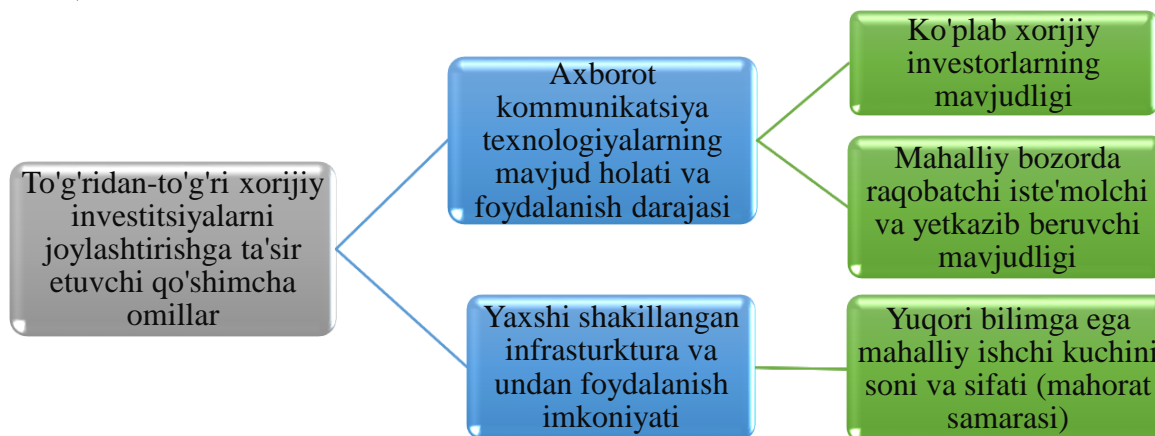 To'g'ridan-to'g'ri xorijiy
investitsiyalarni
joylashtirishga ta'sir
etuvchi qo'shimcha
omillar
Axborot
kommunikatsiya
texnologiyalarning
mavjud holati va
foydalanish darajasi
Ko'plab xorijiy
investorlarning
mavjudligi
Mahalliy bozorda
raqobatchi iste'molchi
va yetkazib beruvchi
mavjudligi
Yaxshi shakillangan
infrasturktura va
undan foydalanish
imkoniyati
Yuqori bilimga ega
mahalliy ishchi kuchini
soni va sifati (mahorat
samarasi)